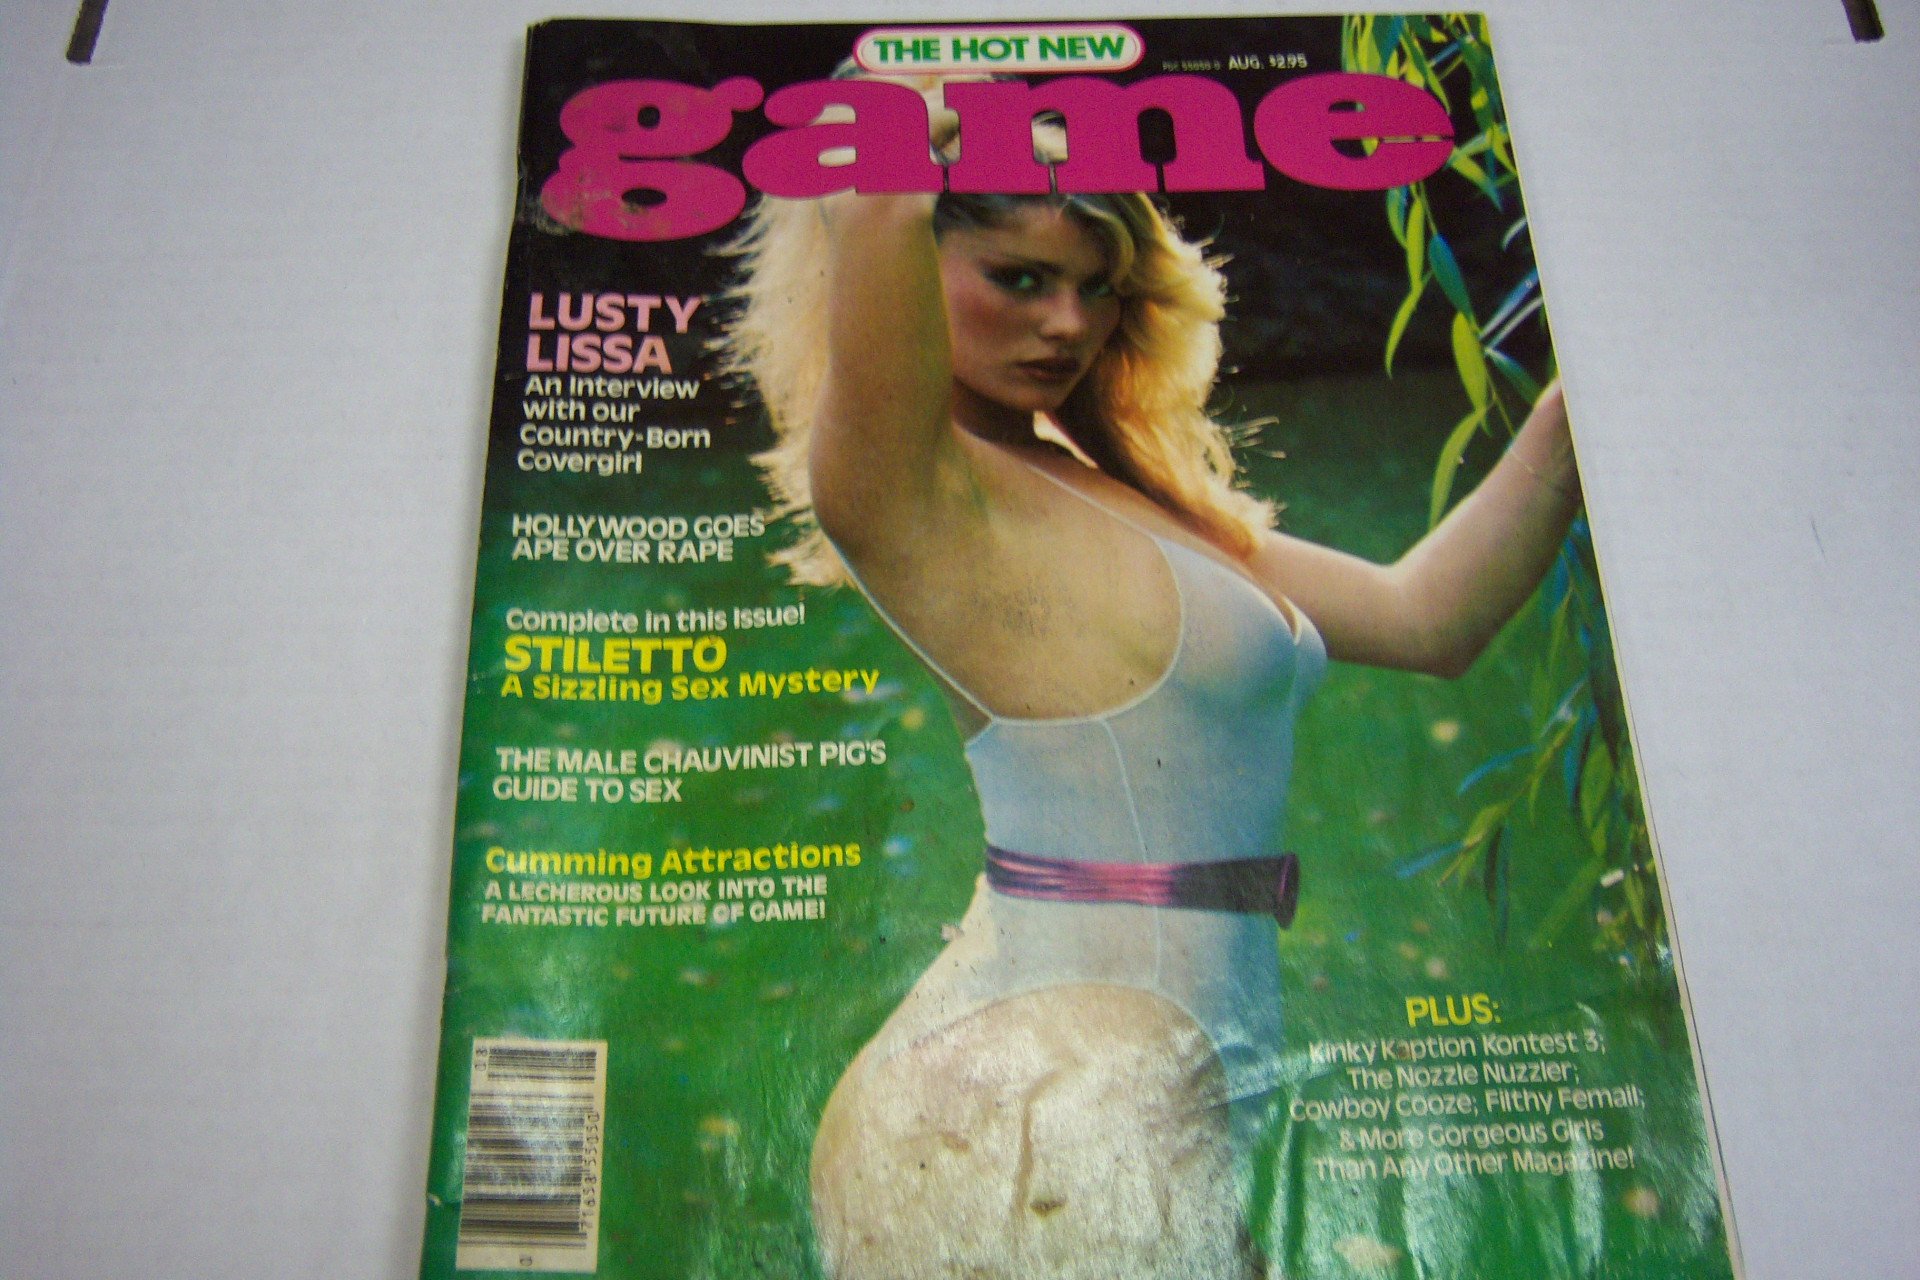 THE HOT NEW
AUG. $2.95
game
LUSTY
LISSA
An Interview
with our
Country-Born
Covergirl
HOLLYWOOD GOES
APE OVER RAPE
Complete in this Issue!
STILETTO
A Sizzling Sex Mystery
THE MALE CHAUVINIST PIG'S
GUIDE TO SEX
Cumming Attractions
A LECHEROUS LOOK INTO THE
FANTASTIC FUTURE OF GAME!
PLUS:
Kinky Kaption Kontest 3;
The Nozzle Nuzzler;
Cowboy Cooze; Filthy Femail;
& More Gorgeous Girls
Than Any Other Magazine!
08
0